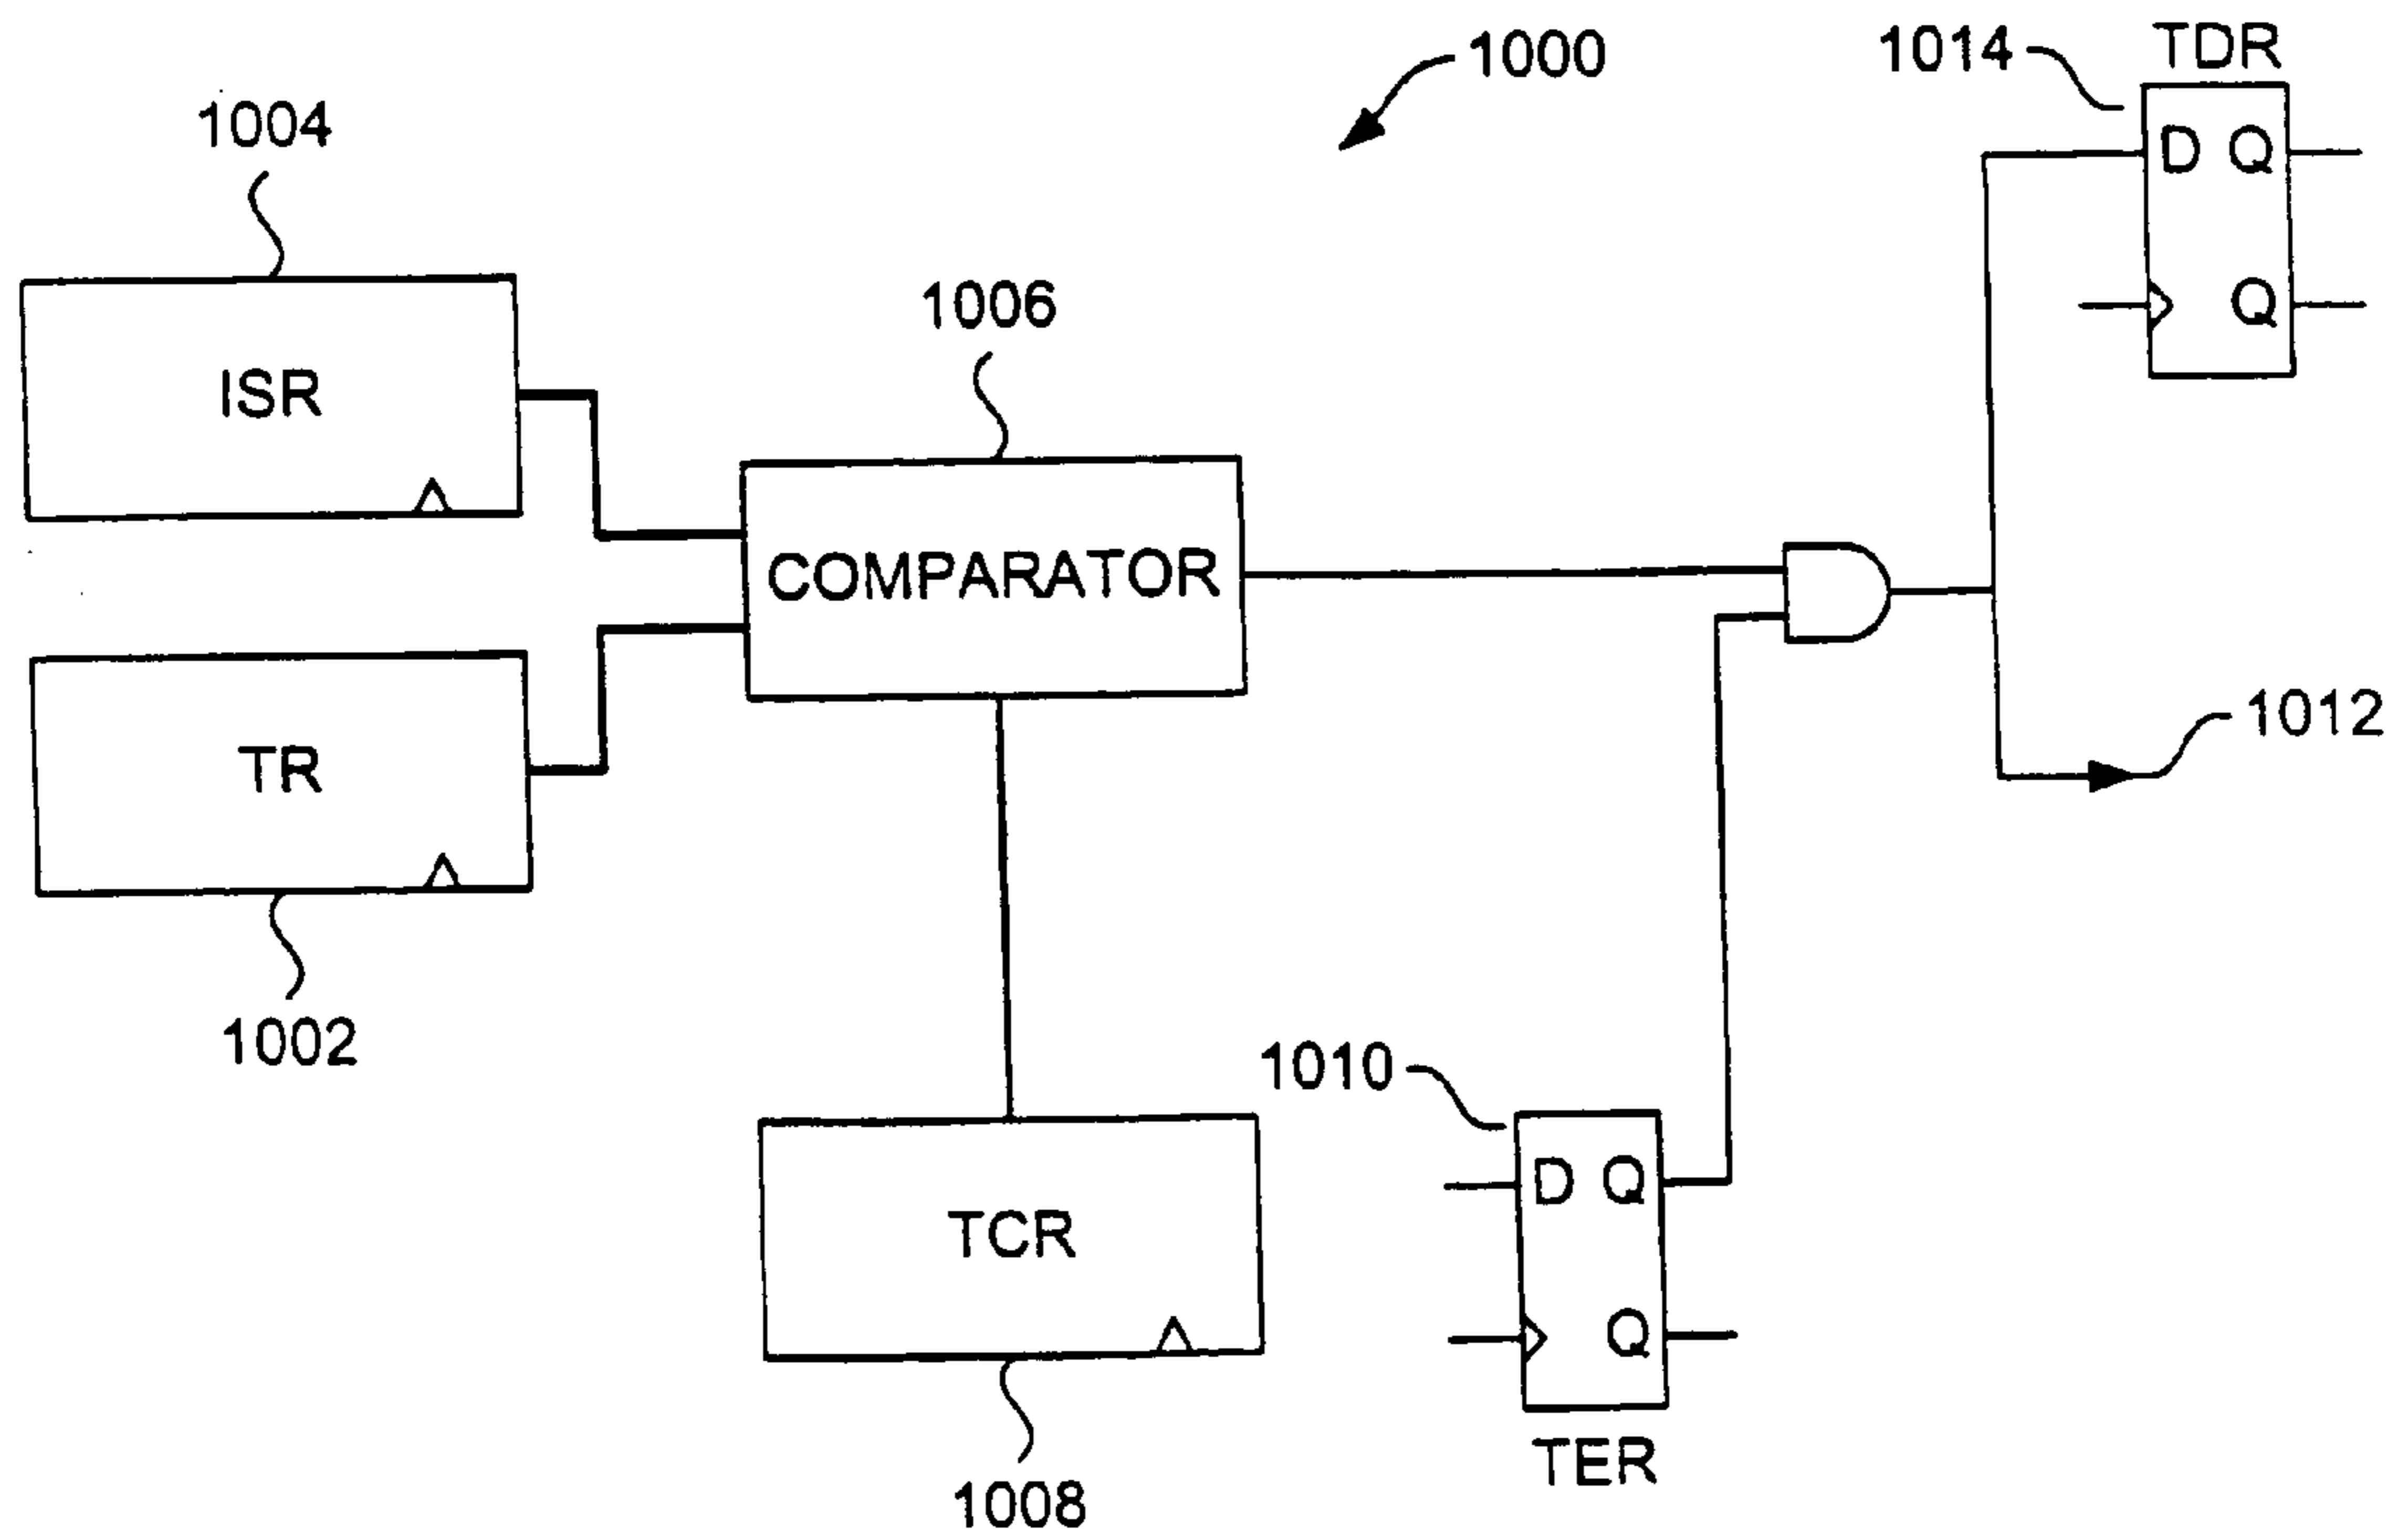 1000
1014
TDR
D Q
Q
1004
ISR
1006
COMPARATOR
TR
1002
1012
1010
D Q
Q
TER
TCR
1008